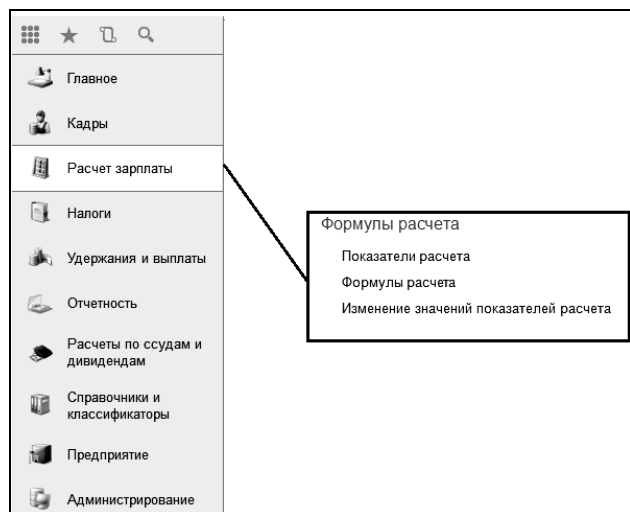 Главное
Кадры
Расчет зарплаты
Налоги
Удержания и выплаты
Отчетность
Расчеты по ссудам и
дивидендам
Справочники и
классификаторы
Предприятие
Администрирование
Формулы расчета
Показатели расчета
Формулы расчета
Изменение значений показателей расчета